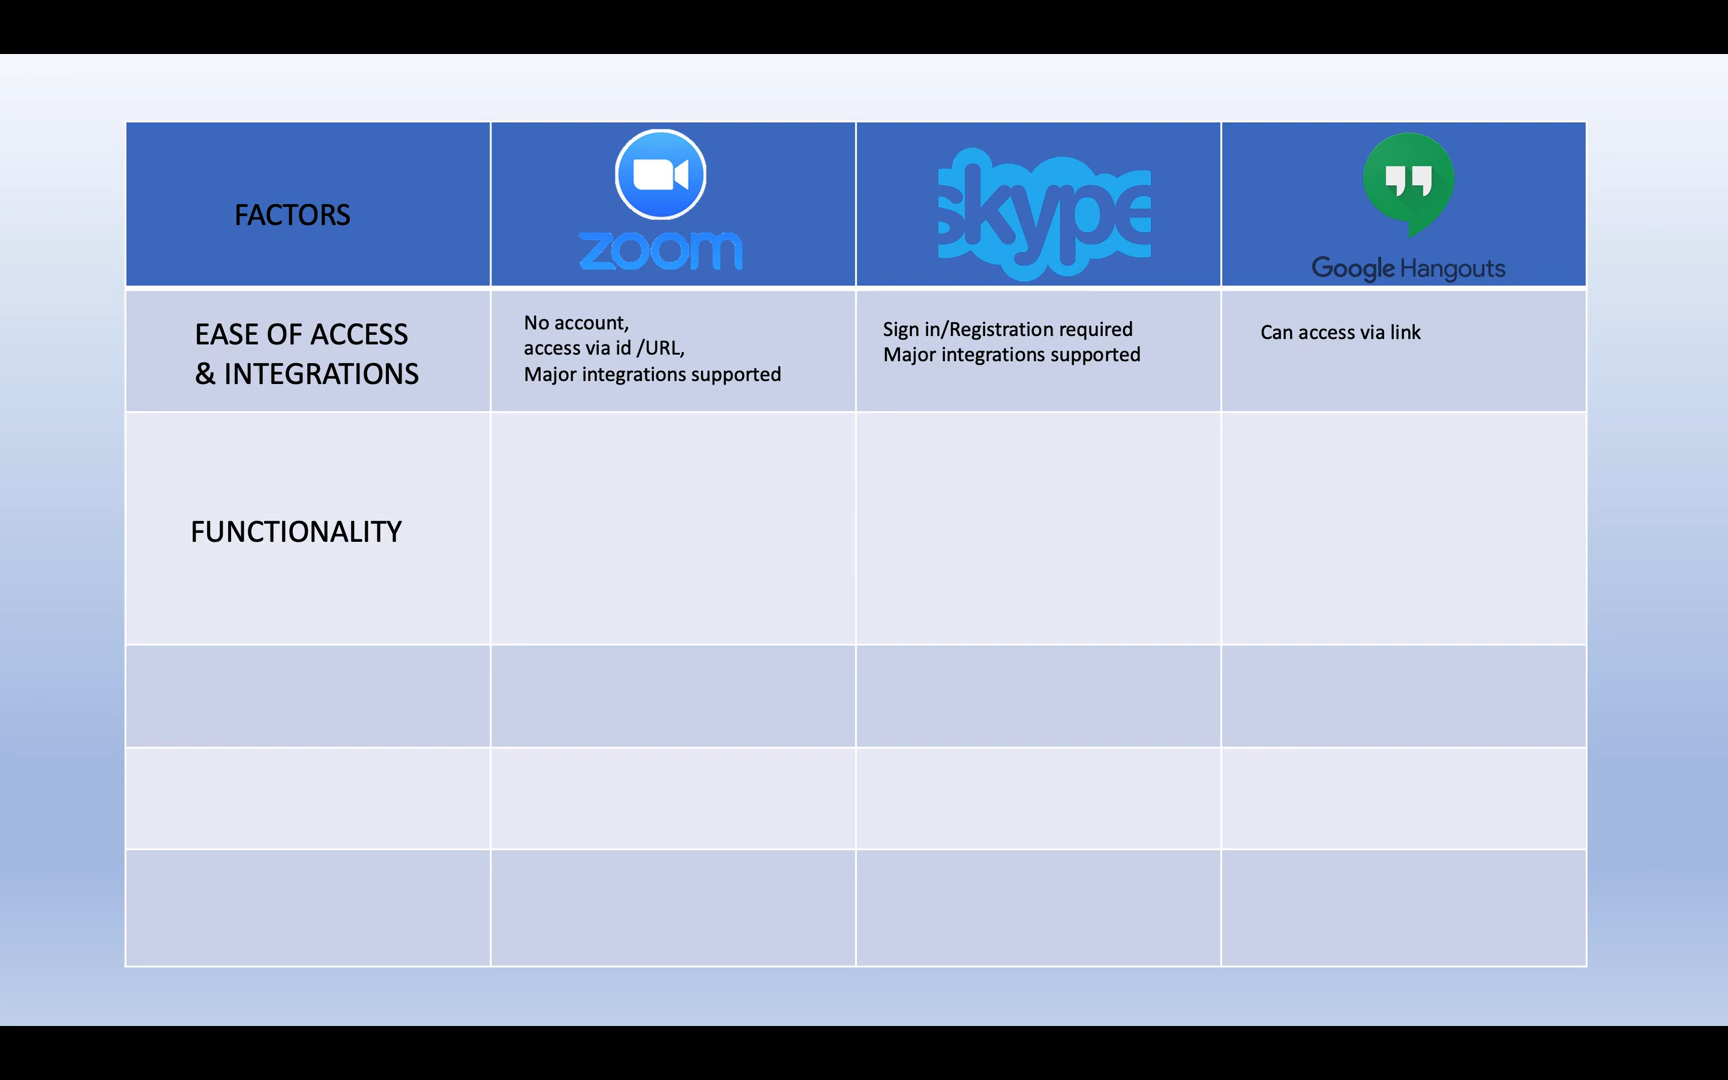 FACTORS
zoom
skype
Google Hangouts
EASE OF ACCESS
& INTEGRATIONS
No account,
access via id /URL,
Major integrations supported
Sign in/Registration required
Major integrations supported
Can access via link
FUNCTIONALITY